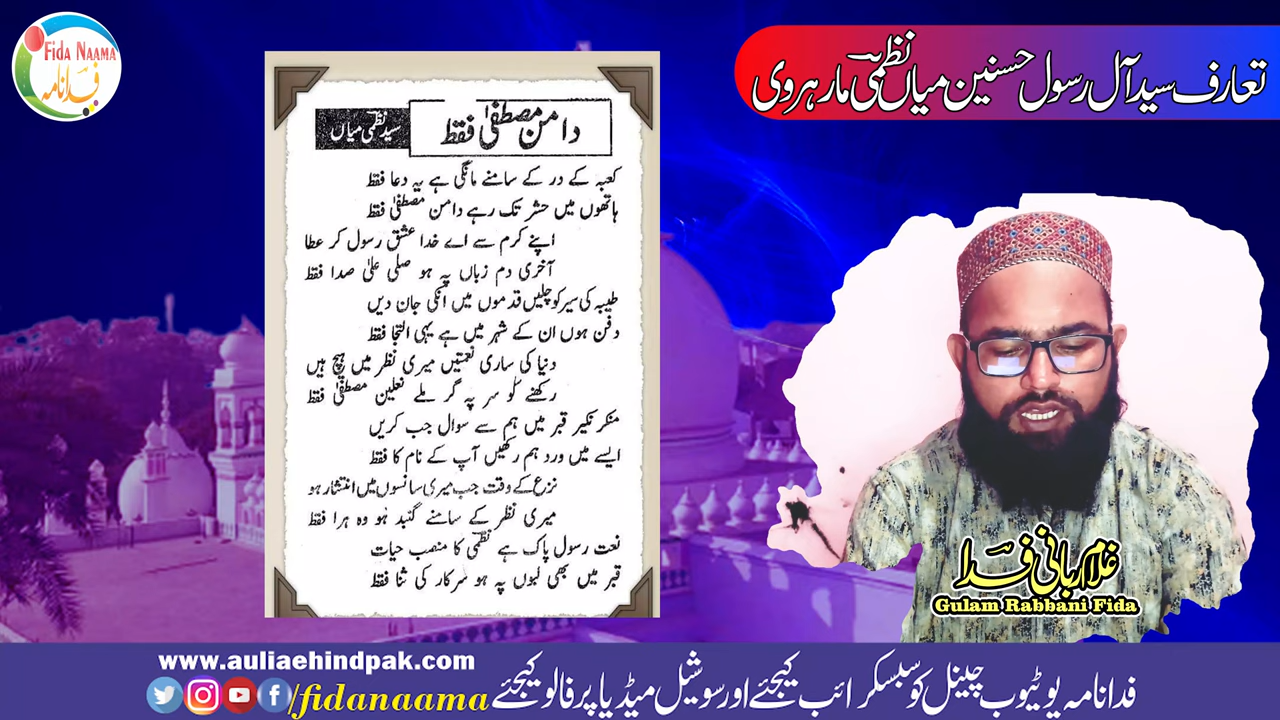 Fida Naama
فدانامہ
تعارف سید آل رسول حسنین میاں نظمیؔ مارہروی
دامن مصطفیٰ فقط
سید نظمی میاں
کعبہ کے در کے سامنے مانگی ہے یہ دعا فقط
ہاتھوں میں حشر تک رہے دامن مصطفیٰ فقط
اپنے کرم سے اے خدا عشق رسول کر عطا
آخری دم زباں پہ ہو صلی علیٰ صدا فقط
طیبہ کی سیر کو چلیں قدموں میں انکی جان دیں
دفن ہوں ان کے شہر میں ہے یہی التجا فقط
دنیا کی ساری نعمتیں میری نظر میں ہیچ ہیں
رکھنے کو سر پہ گر ملے نعلین مصطفیٰ فقط
منکر نکیر قبر میں ہم سے سوال جب کریں
ایسے میں ورد ہم رکھیں آپ کے نام کا فقط
نزع کے وقت جب میری سانسوں میں انتشار ہو
میری نظر کے سامنے گنبد ہو وہ ہرا فقط
نعت رسول پاک ہے نظمیؔ کا منصب حیات
قبر میں بھی لبوں پہ ہو سرکار کی ثنا فقط
غلام ربانی فداؔ
Gulam Rabbani Fida
www.auliaehindpak.com
/fidanaama
فدانامہ یوٹیوب چینل کو سبسکرائب کیجئے اور سوشیل میڈیا پر فالو کیجئے